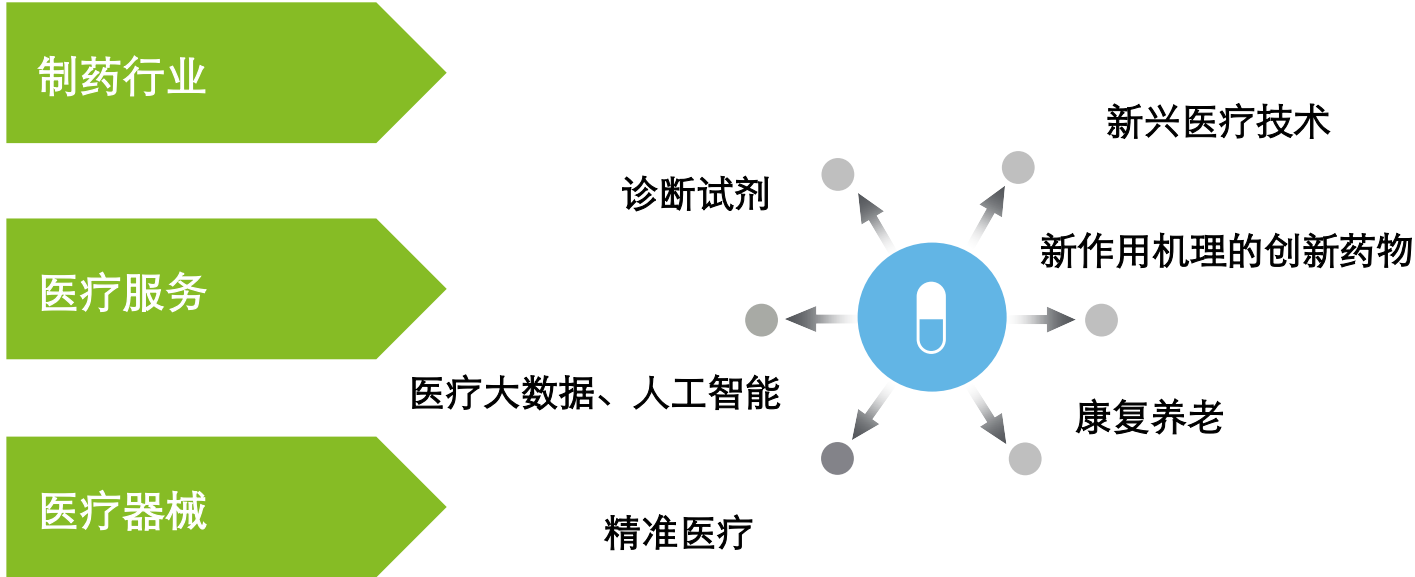 制药行业
医疗服务
医疗器械
新兴医疗技术
诊断试剂
新作用机理的创新药物
医疗大数据、人工智能
康复养老
精准医疗